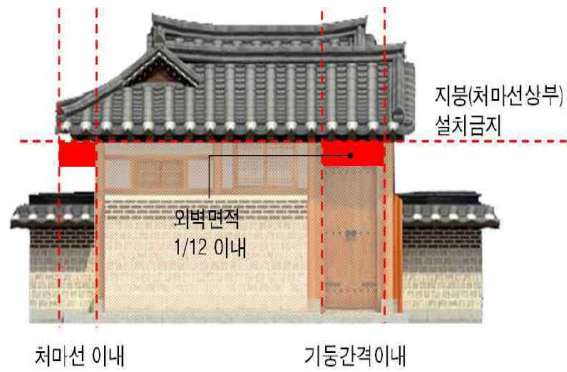 지붕(처마선상부)
설치금지
외벽면적
1/12 이내
처마선 이내
기둥간격이내